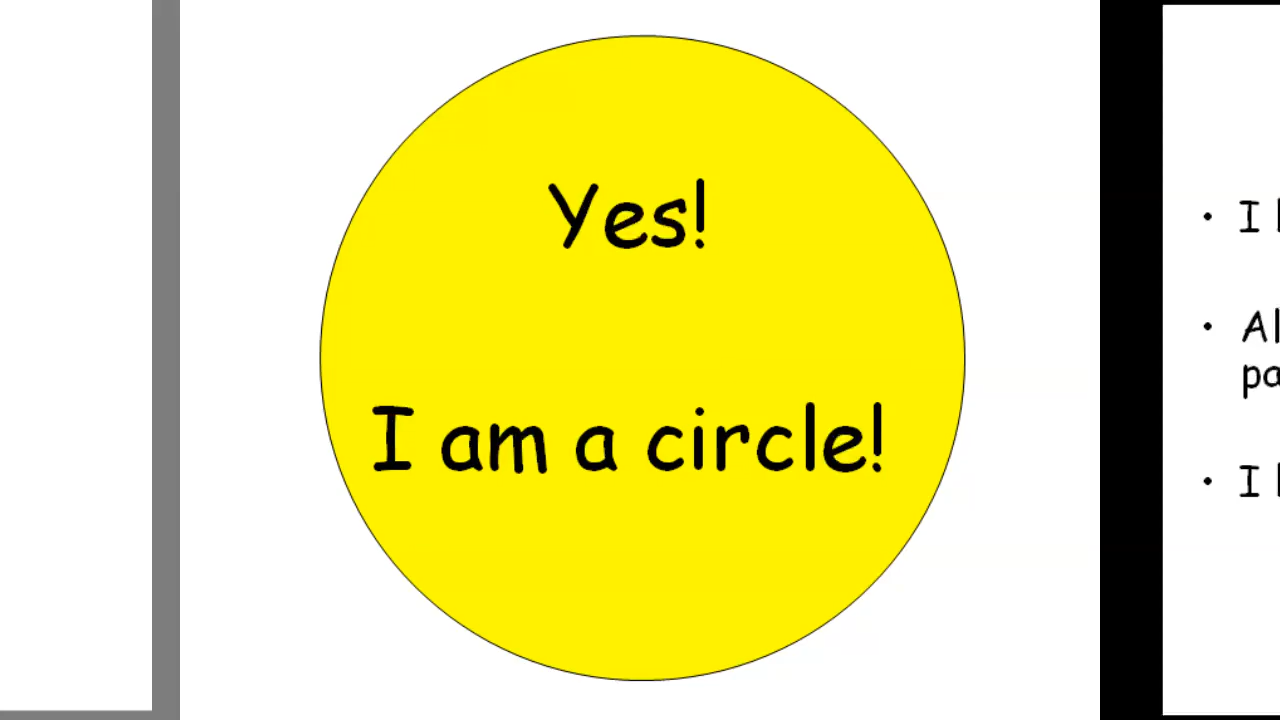 Yes!
I am a circle!
• I
•
•  I